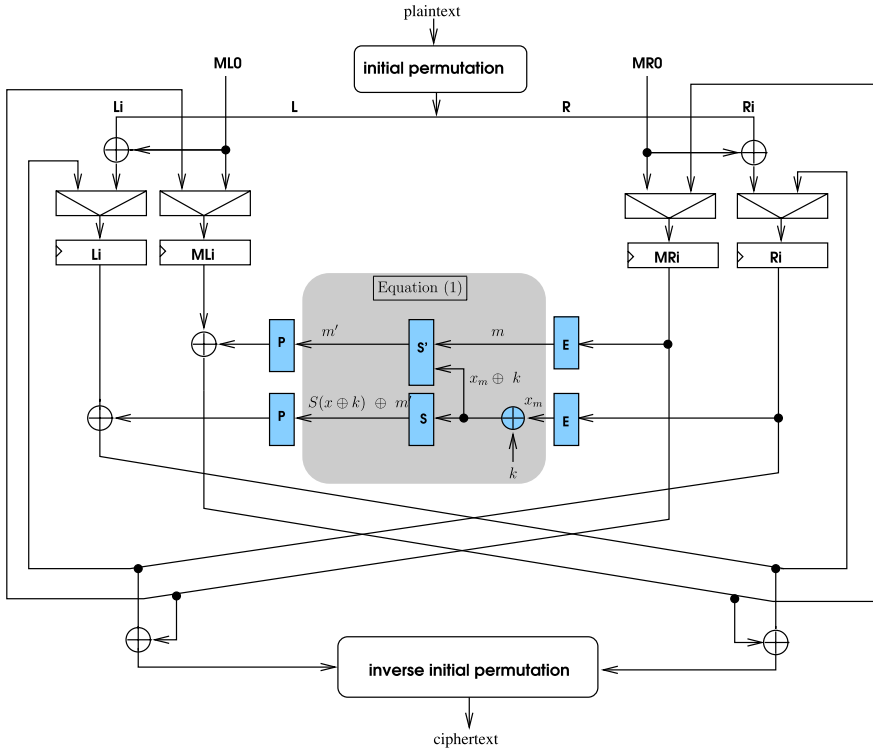 plaintext
initial permutation
ML0
MR0
Li
L
R
Ri
Li
MLi
MRi
Ri
Equation (1)
P
m′
S'
m
E
x_m ⊕ k
P
S(x ⊕ k) ⊕ m′
S
x_m
E
k
inverse initial permutation
ciphertext